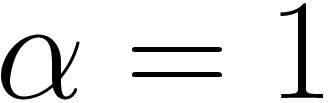 α = 1